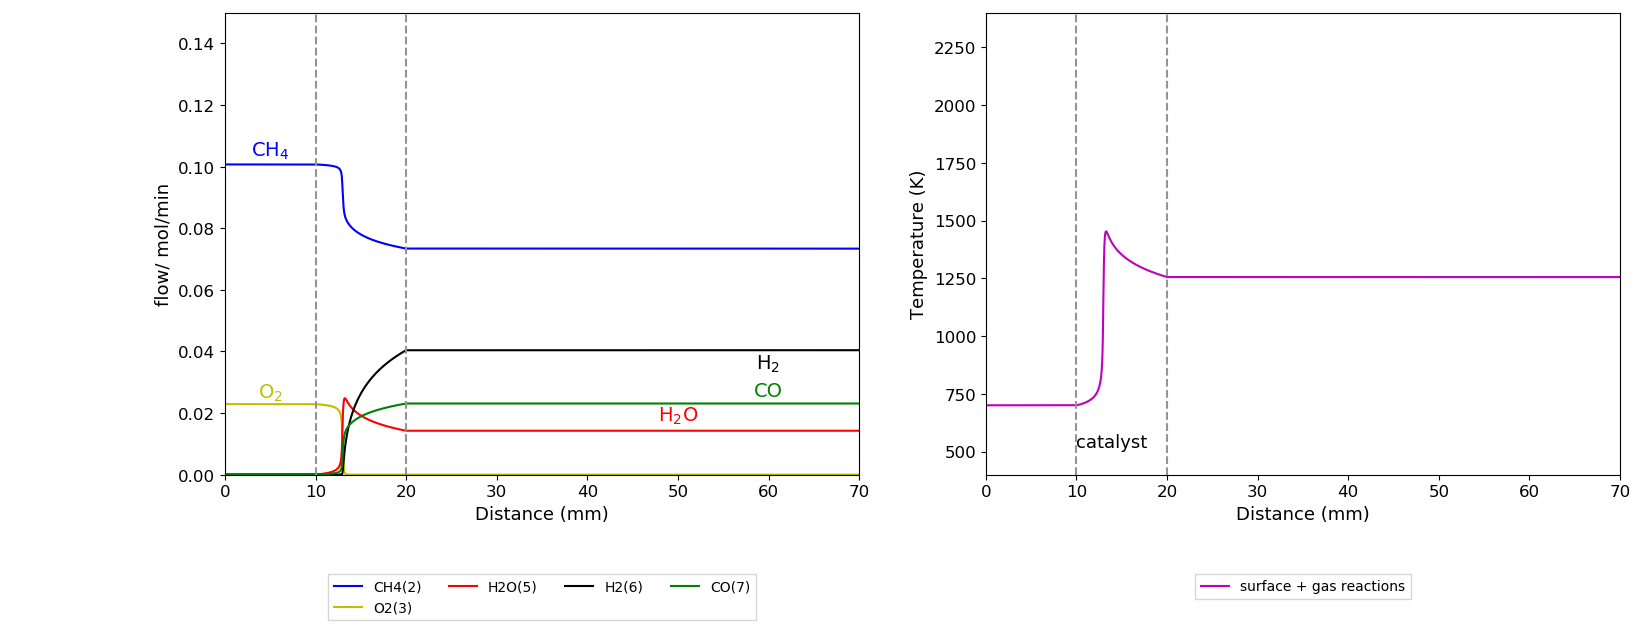 0.14
0.12
0.10
0.08
0.06
0.04
0.02
0.00
flow/ mol/min
CH4
O2
H2
CO
H2O
0 10 20 30 40 50 60 70
Distance (mm)
CH4(2) H2O(5) H2(6) CO(7)
O2(3)
2250
2000
1750
1500
1250
1000
750
500
Temperature (K)
catalyst
0 10 20 30 40 50 60 70
Distance (mm)
surface + gas reactions